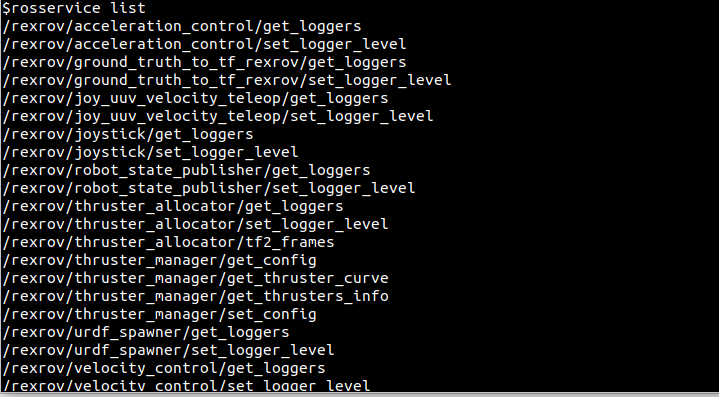 $rosservice list
/rexrov/acceleration_control/get_loggers
/rexrov/acceleration_control/set_logger_level
/rexrov/ground_truth_to_tf_rexrov/get_loggers
/rexrov/ground_truth_to_tf_rexrov/set_logger_level
/rexrov/joy_uuv_velocity_teleop/get_loggers
/rexrov/joy_uuv_velocity_teleop/set_logger_level
/rexrov/joystick/get_loggers
/rexrov/joystick/set_logger_level
/rexrov/robot_state_publisher/get_loggers
/rexrov/robot_state_publisher/set_logger_level
/rexrov/thruster_allocator/get_loggers
/rexrov/thruster_allocator/set_logger_level
/rexrov/thruster_allocator/tf2_frames
/rexrov/thruster_manager/get_config
/rexrov/thruster_manager/get_thruster_curve
/rexrov/thruster_manager/get_thrusters_info
/rexrov/thruster_manager/set_config
/rexrov/urdf_spawner/get_loggers
/rexrov/urdf_spawner/set_logger_level
/rexrov/velocity_control/get_loggers
/rexrov/velocity_control/set_logger_level